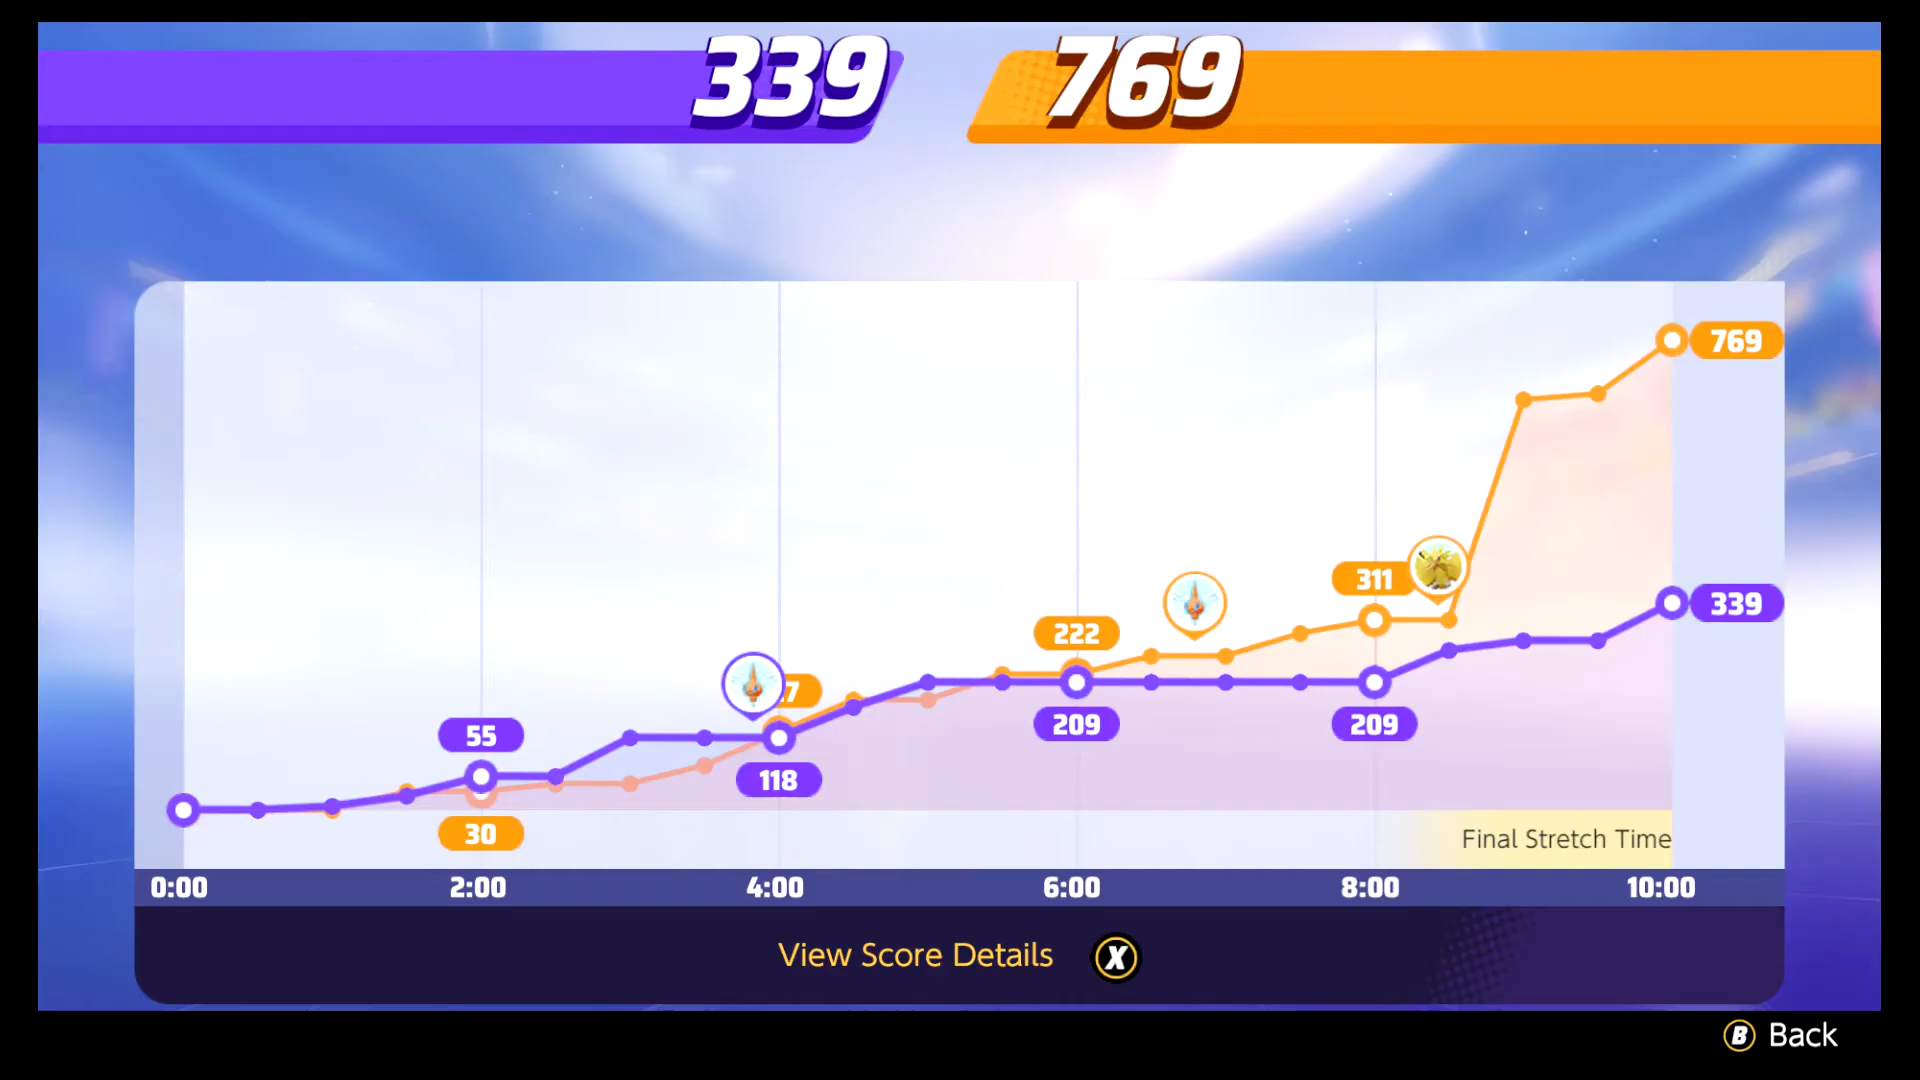 339 769
769
311
339
222
7
55
209
209
118
30
Final Stretch Time
0:00 2:00 4:00 6:00 8:00 10:00
View Score Details X
B Back